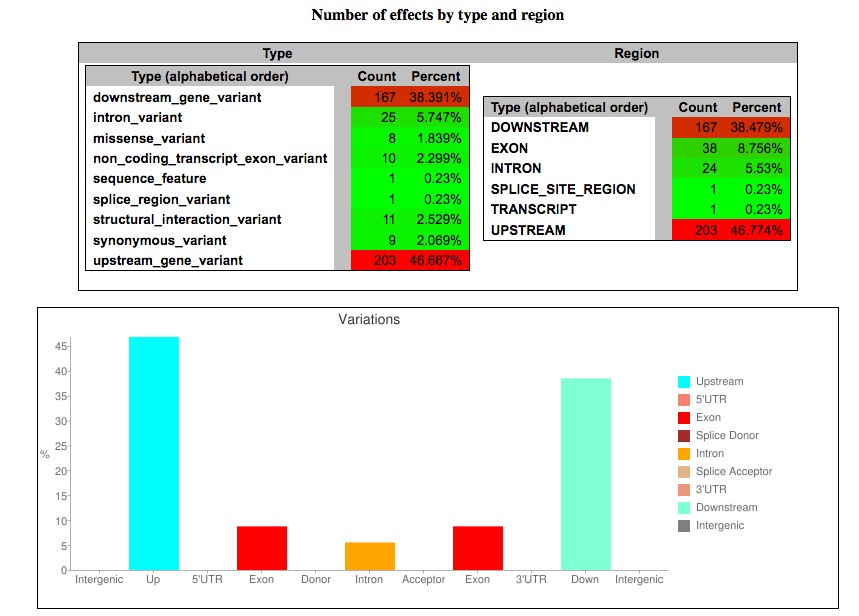 Number of effects by type and region
Type Region
Type (alphabetical order) Count Percent
downstream_gene_variant 167 38.391%
intron_variant 25 5.747%
missense_variant 8 1.839%
non_coding_transcript_exon_variant 10 2.299%
sequence_feature 1 0.23%
splice_region_variant 1 0.23%
structural_interaction_variant 11 2.529%
synonymous_variant 9 2.069%
upstream_gene_variant 203 46.667%
Type (alphabetical order) Count Percent
DOWNSTREAM 167 38.479%
EXON 38 8.756%
INTRON 24 5.53%
SPLICE_SITE_REGION 1 0.23%
TRANSCRIPT 1 0.23%
UPSTREAM 203 46.774%
Variations
%
45
40
35
30
25
20
15
10
5
0
Intergenic Up 5'UTR Exon Donor Intron Acceptor Exon 3'UTR Down Intergenic
Upstream
5'UTR
Exon
Splice Donor
Intron
Splice Acceptor
3'UTR
Downstream
Intergenic